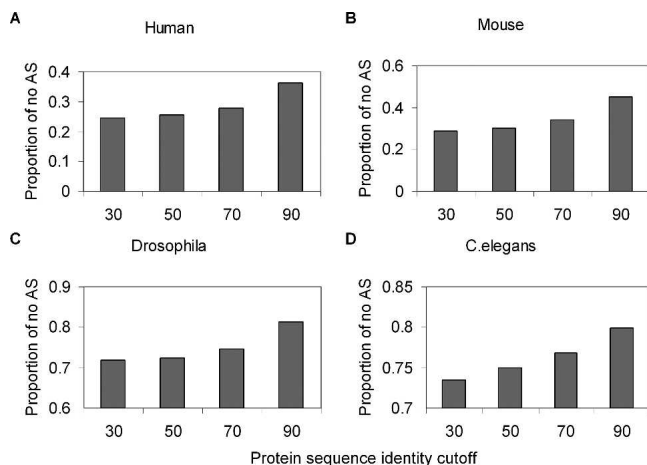 A
Human
Proportion of no AS
0.4
0.3
0.2
0.1
0
30 50 70 90
B
Mouse
Proportion of no AS
0.6
0.4
0.2
0
30 50 70 90
C
Drosophila
Proportion of no AS
0.9
0.8
0.7
0.6
30 50 70 90
D
C.elegans
Proportion of no AS
0.85
0.8
0.75
0.7
30 50 70 90
Protein sequence identity cutoff